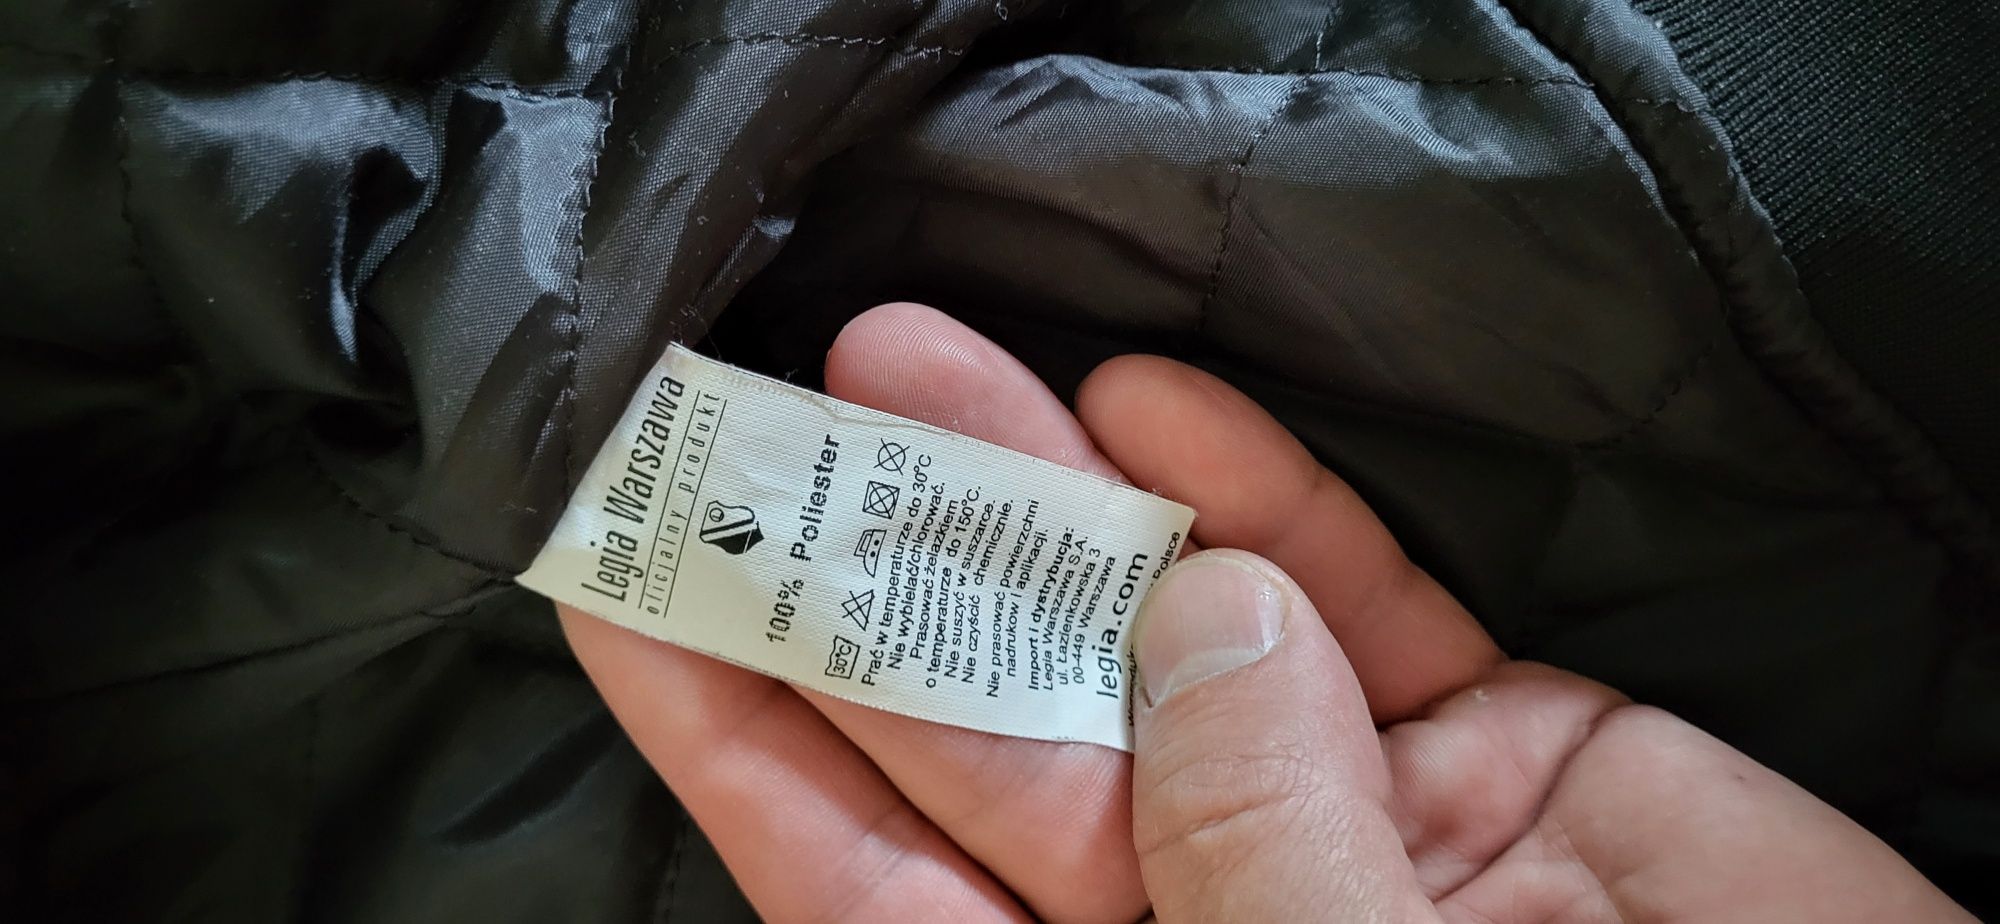 Legia Warszawa
oficjalny produkt
100% Poliester
30°C
Prać w temperaturze do 30°C
Nie wybielać/chlorować.
Prasować żelazkiem
o temperaturze do 150°C.
Nie suszyć w suszarce.
Nie czyścić chemicznie.
Nie prasować powierzchni
nadruków i aplikacji.
Import i dystrybucja:
Legia Warszawa S.A.
ul. Łazienkowska 3
00-449 Warszawa
legia.com
Polsce